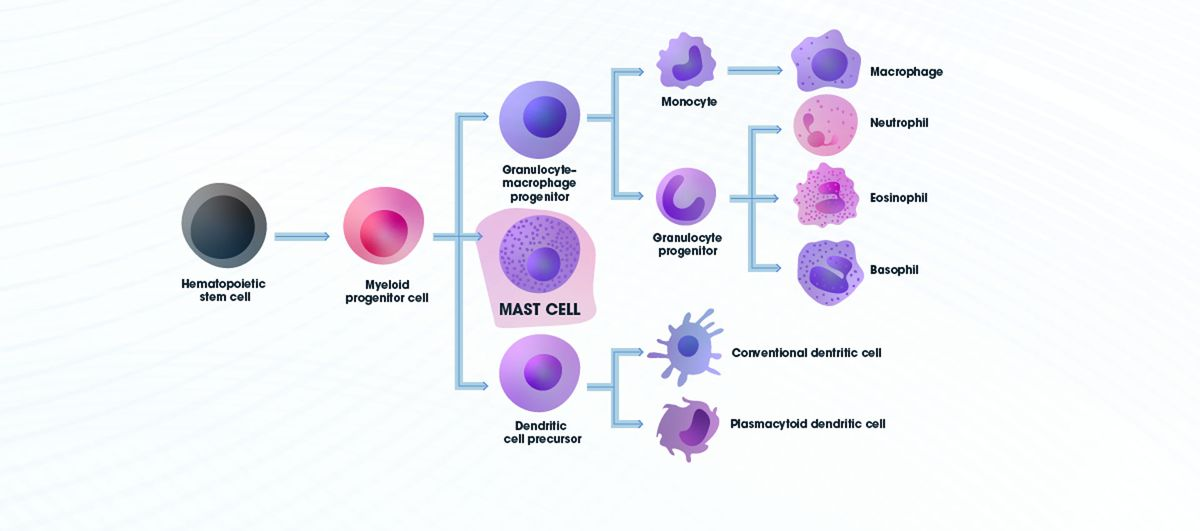 Hematopoietic
stem cell
Myeloid
progenitor cell
Granulocyte-
macrophage
progenitor
MAST CELL
Dendritic
cell precursor
Monocyte
Granulocyte
progenitor
Macrophage
Neutrophil
Eosinophil
Basophil
Conventional dentritic cell
Plasmacytoid dendritic cell